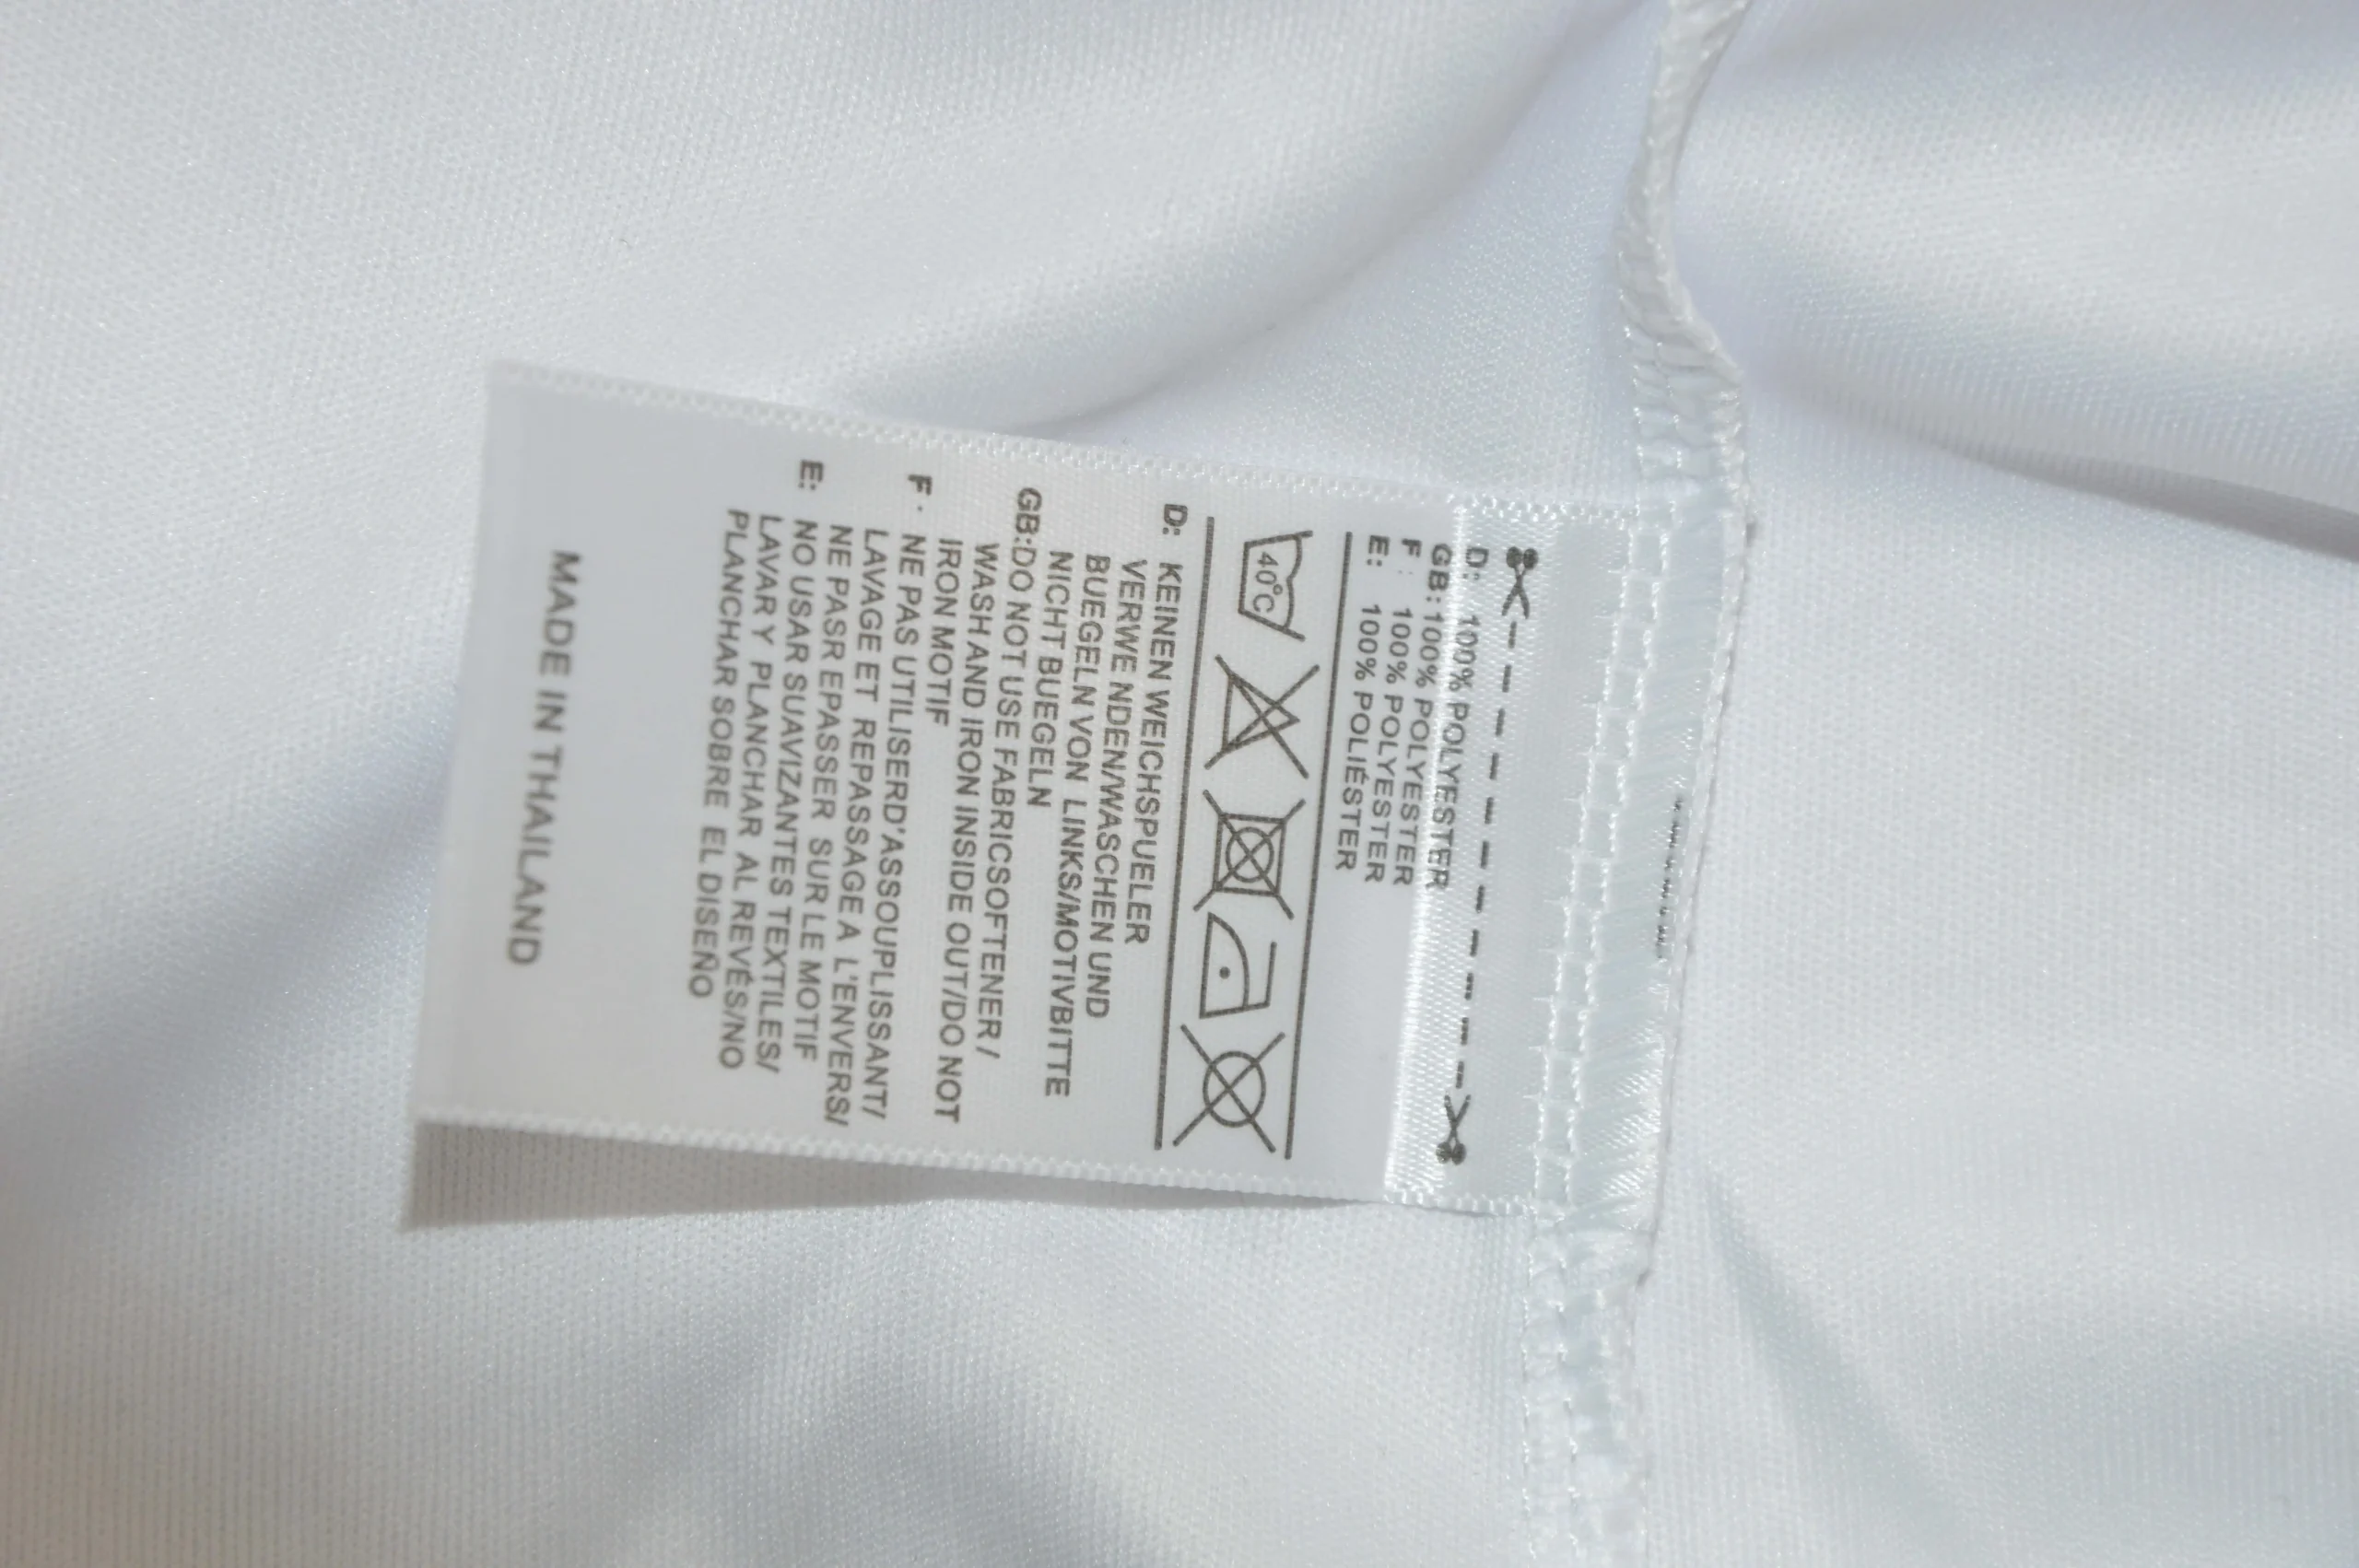 D: 100% POLYESTER
GB:100% POLYESTER
F : 100% POLYESTER
E: 100% POLIÉSTER
40°C
D: KEINEN WEICHSPUELER
VERWE NDEN/WASCHEN UND
BUEGELN VON LINKS/MOTIVBITTE
NICHT BUEGELN
GB:DO NOT USE FABRICSOFTENER/
WASH AND IRON INSIDE OUT/DO NOT
IRON MOTIF
F · NE PAS UTILISERD'ASSOUPLISSANT/
LAVAGE ET REPASSAGE A L'ENVERS/
NE PASR EPASSER SUR LE MOTIF
E: NO USAR SUAVIZANTES TEXTILES/
LAVAR Y PLANCHAR AL REVÉS/NO
PLANCHAR SOBRE EL DISEÑO
MADE IN THAILAND